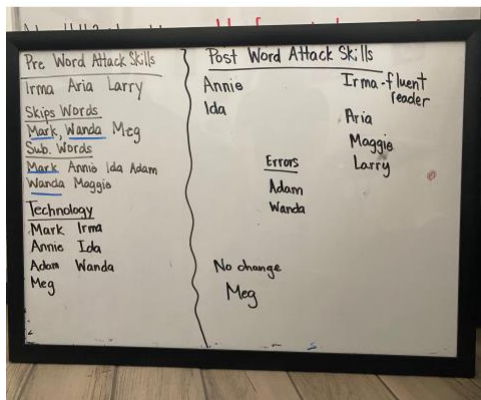 Pre Word Attack Skills
Irma Aria Larry
Skips Words
Mark, Wanda Meg
Sub. Words
Mark Annie Ida Adam
Wanda Maggie
Technology
Mark Irma
Annie Ida
Adam Wanda
Meg
Post Word Attack Skills
Annie
Ida
Irma-fluent
reader
Aria
Maggie
Larry
Errors
Adam
Wanda
No change
Meg